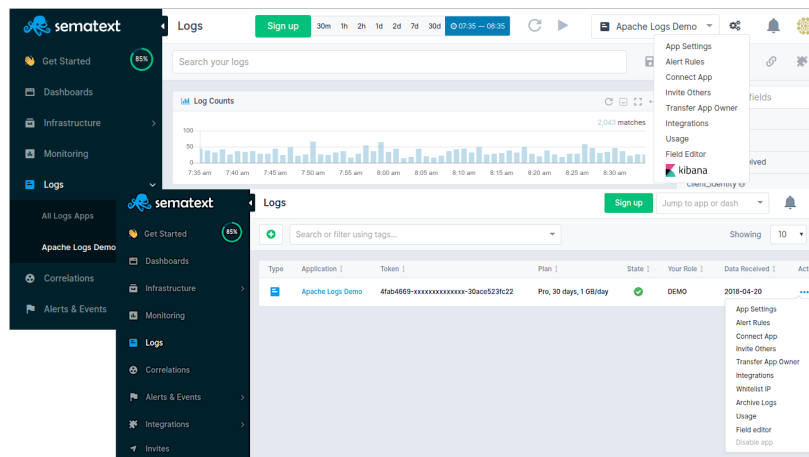 sematext
Logs
Sign up
30m 1h 2h 1d 2d 7d 30d 07:35 — 08:35
Apache Logs Demo
Get Started
85%
Search your logs
Dashboards
Infrastructure
Monitoring
Logs
All Logs Apps
Apache Logs Demo
Correlations
Alerts & Events
Log Counts
2,043 matches
100
50
0
7:35 am 7:40 am 7:45 am 7:50 am 7:55 am 8:00 am 8:05 am 8:10 am 8:15 am 8:20 am 8:25 am 8:30 am
App Settings
Alert Rules
Connect App
Invite Others
Transfer App Owner
Integrations
Usage
Field Editor
kibana
fields
client_identity
sematext
Logs
Sign up
Jump to app or dash
Get Started
85%
Search or filter using tags...
Showing 10
Dashboards
Infrastructure
Monitoring
Logs
Correlations
Alerts & Events
Integrations
Invites
Type Application Token Plan State Your Role Data Received
Apache Logs Demo 4fab4669-xxxxxxxxxxxxxx-30ace523fc22 Pro, 30 days, 1 GB/day DEMO 2018-04-20
App Settings
Alert Rules
Connect App
Invite Others
Transfer App Owner
Integrations
Whitelist IP
Archive Logs
Usage
Field editor
Disable app